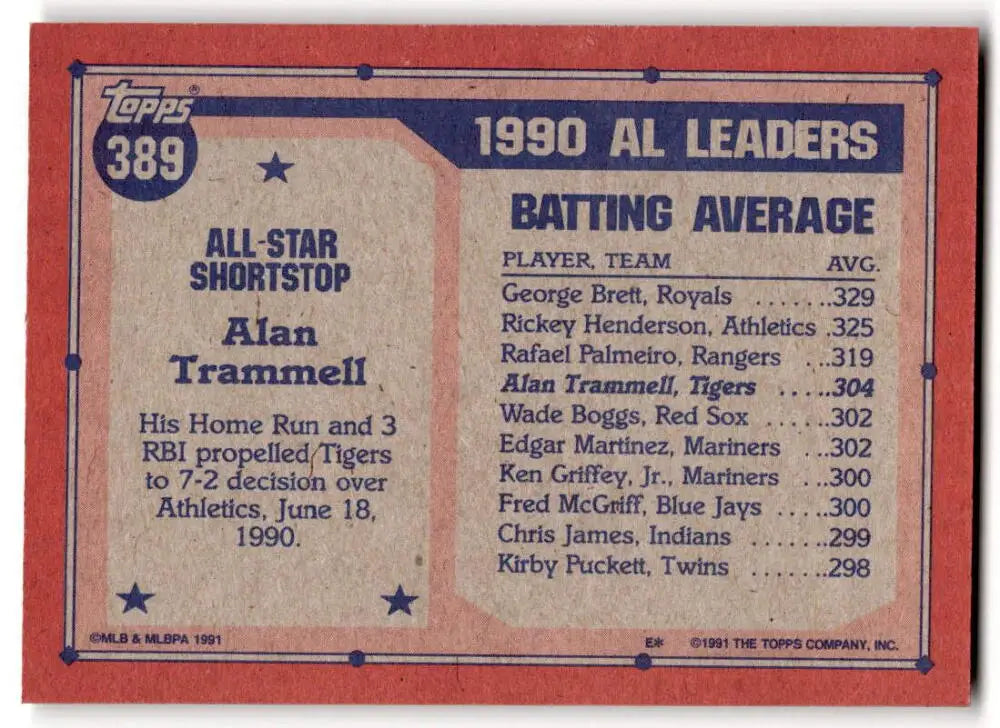 Topps®
389
ALL-STAR
SHORTSTOP
Alan
Trammell
His Home Run and 3
RBI propelled Tigers
to 7-2 decision over
Athletics, June 18,
1990.
1990 AL LEADERS
BATTING AVERAGE
PLAYER, TEAM AVG.
George Brett, Royals .......329
Rickey Henderson, Athletics .325
Rafael Palmeiro, Rangers ...319
Alan Trammell, Tigers .....304
Wade Boggs, Red Sox .....302
Edgar Martinez, Mariners ...302
Ken Griffey, Jr., Mariners ....300
Fred McGriff, Blue Jays .....300
Chris James, Indians ........299
Kirby Puckett, Twins ........298
©MLB & MLBPA 1991
E* ©1991 THE TOPPS COMPANY, INC.